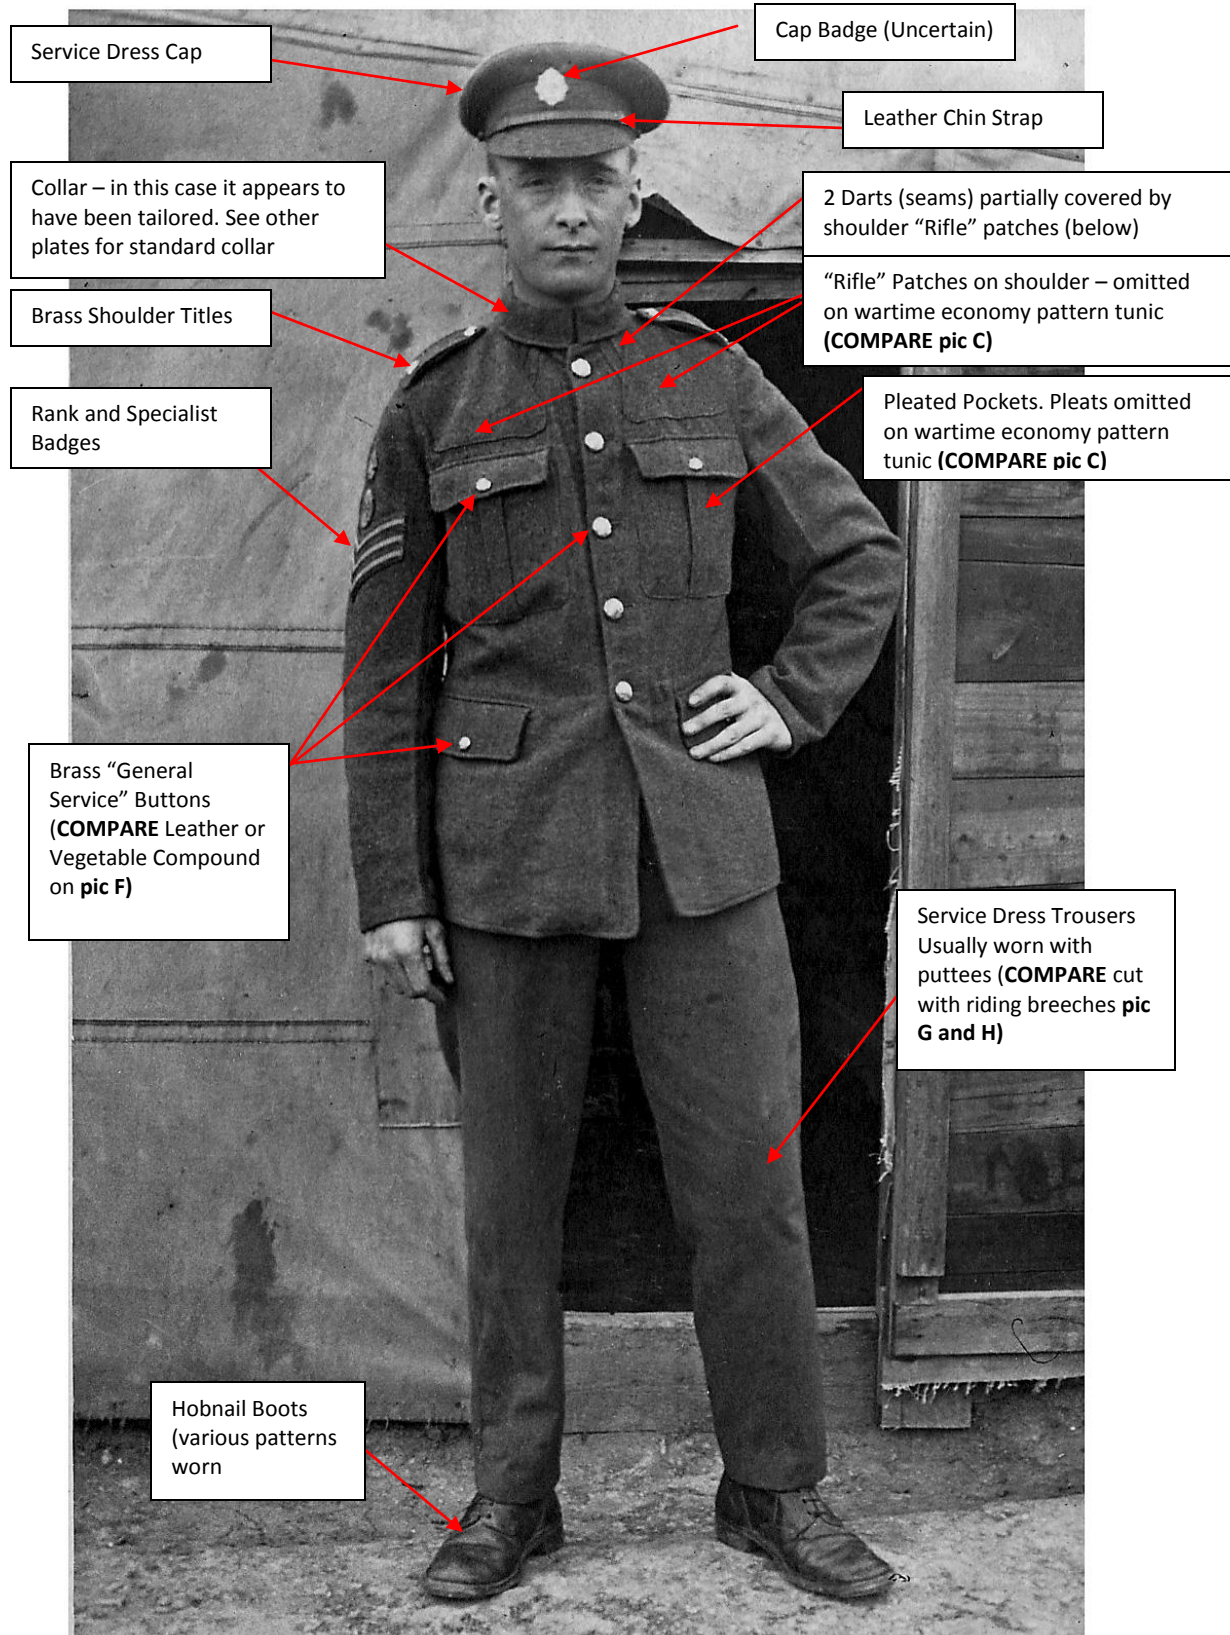 Service Dress Cap
Cap Badge (Uncertain)
Leather Chin Strap
Collar – in this case it appears to
have been tailored. See other
plates for standard collar
2 Darts (seams) partially covered by
shoulder “Rifle” patches (below)
“Rifle” Patches on shoulder – omitted
on wartime economy pattern tunic
(COMPARE pic C)
Brass Shoulder Titles
Rank and Specialist
Badges
Pleated Pockets. Pleats omitted
on wartime economy pattern
tunic (COMPARE pic C)
Brass “General
Service” Buttons
(COMPARE Leather or
Vegetable Compound
on pic F)
Service Dress Trousers
Usually worn with
puttees (COMPARE cut
with riding breeches pic
G and H)
Hobnail Boots
(various patterns
worn